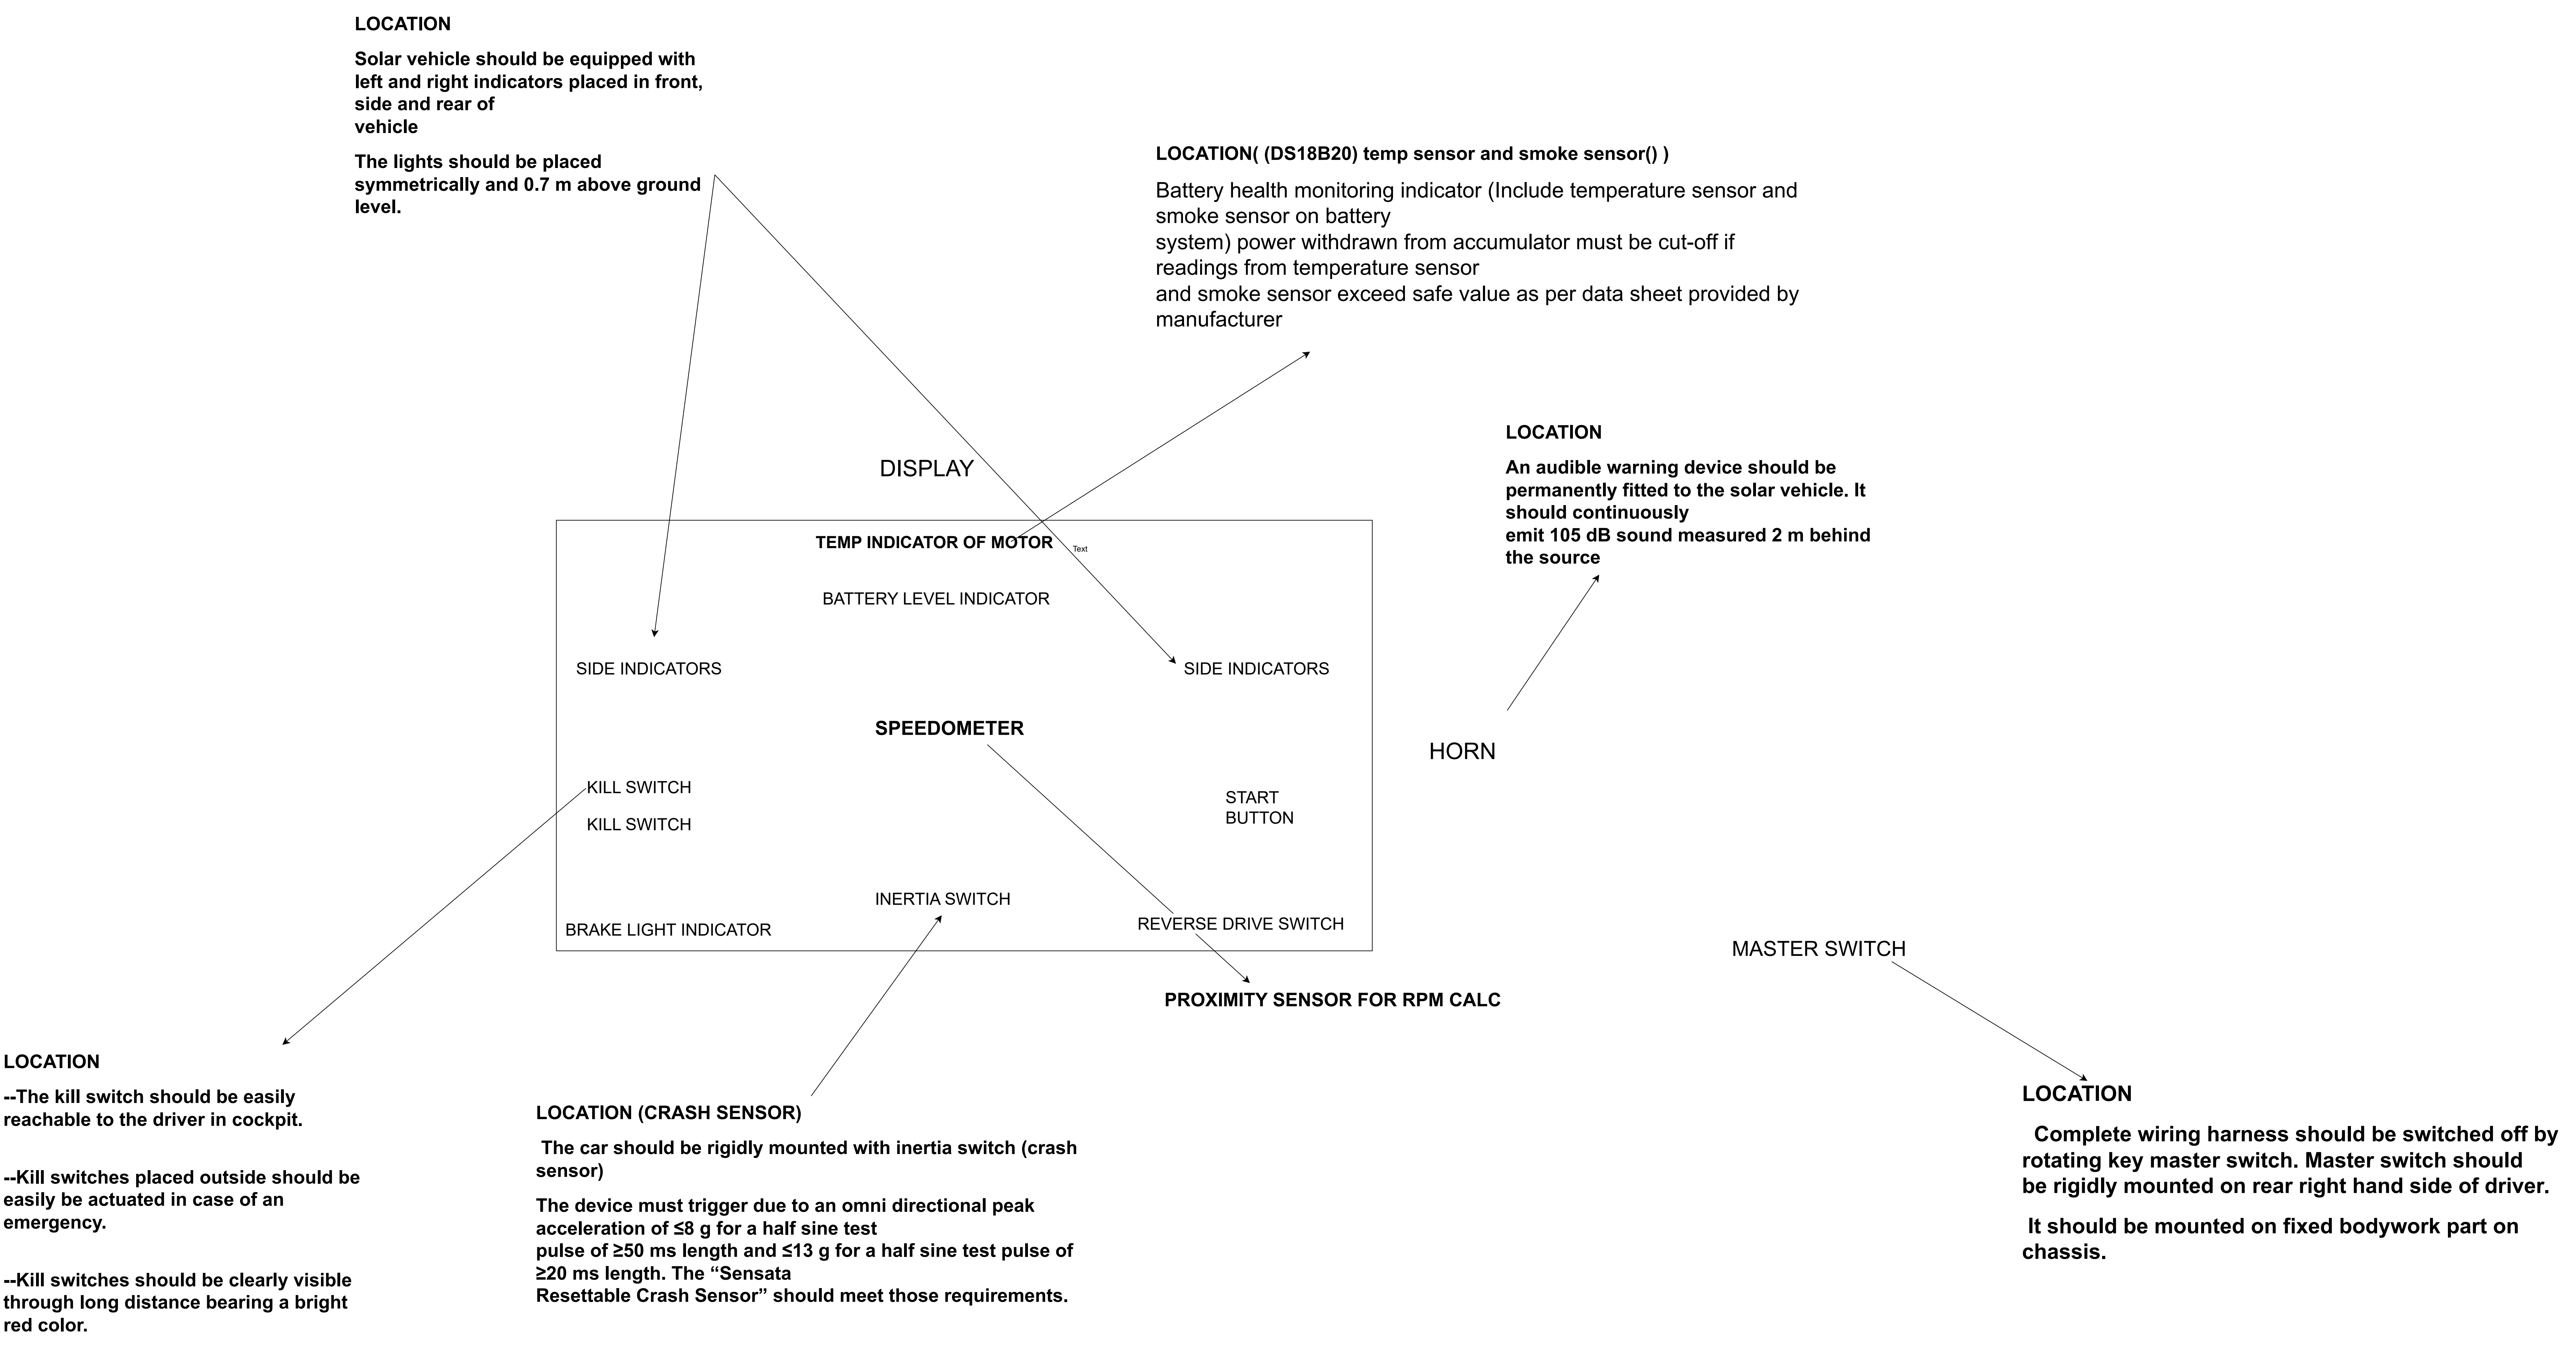 LOCATION
Solar vehicle should be equipped with
left and right indicators placed in front,
side and rear of
vehicle
The lights should be placed
symmetrically and 0.7 m above ground
level.
LOCATION( (DS18B20) temp sensor and smoke sensor() )
Battery health monitoring indicator (Include temperature sensor and
smoke sensor on battery
system) power withdrawn from accumulator must be cut-off if
readings from temperature sensor
and smoke sensor exceed safe value as per data sheet provided by
manufacturer
LOCATION
An audible warning device should be
permanently fitted to the solar vehicle. It
should continuously
emit 105 dB sound measured 2 m behind
the source
DISPLAY
TEMP INDICATOR OF MOTOR
Text
BATTERY LEVEL INDICATOR
SIDE INDICATORS
SIDE INDICATORS
SPEEDOMETER
HORN
KILL SWITCH
KILL SWITCH
START
BUTTON
INERTIA SWITCH
BRAKE LIGHT INDICATOR
REVERSE DRIVE SWITCH
MASTER SWITCH
PROXIMITY SENSOR FOR RPM CALC
LOCATION
--The kill switch should be easily
reachable to the driver in cockpit.
--Kill switches placed outside should be
easily be actuated in case of an
emergency.
--Kill switches should be clearly visible
through long distance bearing a bright
red color.
LOCATION (CRASH SENSOR)
The car should be rigidly mounted with inertia switch (crash
sensor)
The device must trigger due to an omni directional peak
acceleration of ≤8 g for a half sine test
pulse of ≥50 ms length and ≤13 g for a half sine test pulse of
≥20 ms length. The “Sensata
Resettable Crash Sensor” should meet those requirements.
LOCATION
Complete wiring harness should be switched off by
rotating key master switch. Master switch should
be rigidly mounted on rear right hand side of driver.
It should be mounted on fixed bodywork part on
chassis.